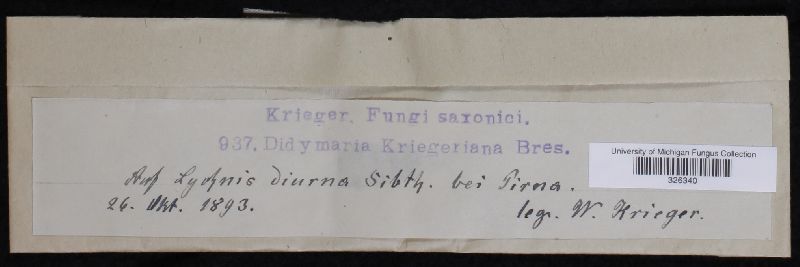 Krieger, Fungi saxonici.
937. Didymaria Kriegeriana Bres.
University of Michigan Fungus Collection
326340
Auf Lychnis diurna Sibth. bei Pirna.
26. Okt. 1893.
leg. W. Krieger.